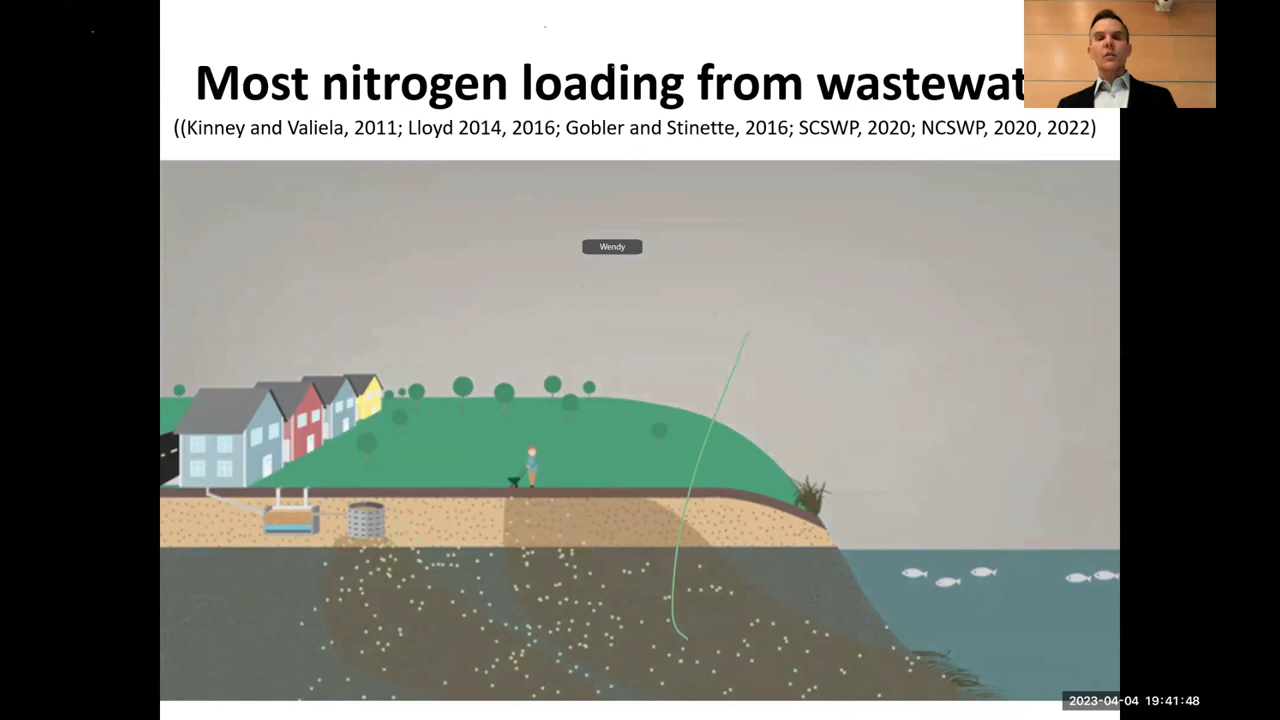 Most nitrogen loading from wastewat
((Kinney and Valiela, 2011; Lloyd 2014, 2016; Gobler and Stinette, 2016; SCSWP, 2020; NCSWP, 2020, 2022)
Wendy
2023-04-04 19:41:48